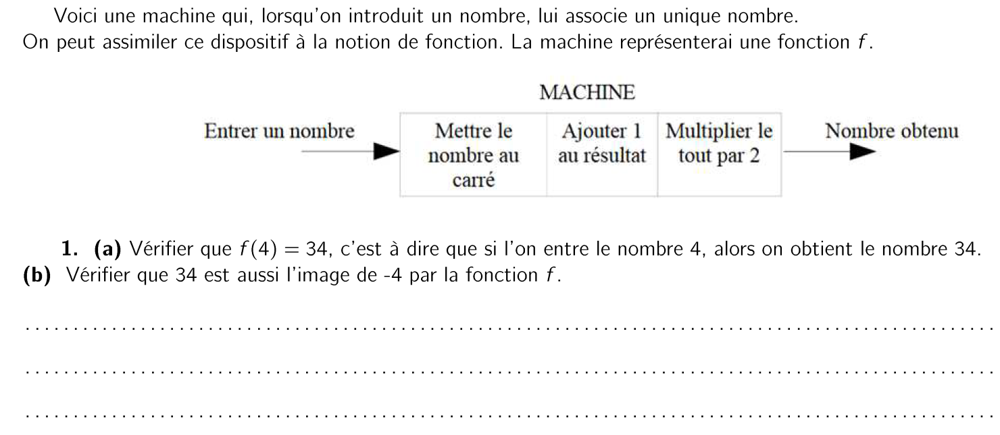 Voici une machine qui, lorsqu'on introduit un nombre, lui associe un unique nombre.
On peut assimiler ce dispositif à la notion de fonction. La machine représenterai une fonction f.
MACHINE
Entrer un nombre
Mettre le
nombre au
carré
Ajouter 1
au résultat
Multiplier le
tout par 2
Nombre obtenu
1. (a) Vérifier que f(4) = 34, c'est à dire que si l'on entre le nombre 4, alors on obtient le nombre 34.
(b) Vérifier que 34 est aussi l'image de -4 par la fonction f.